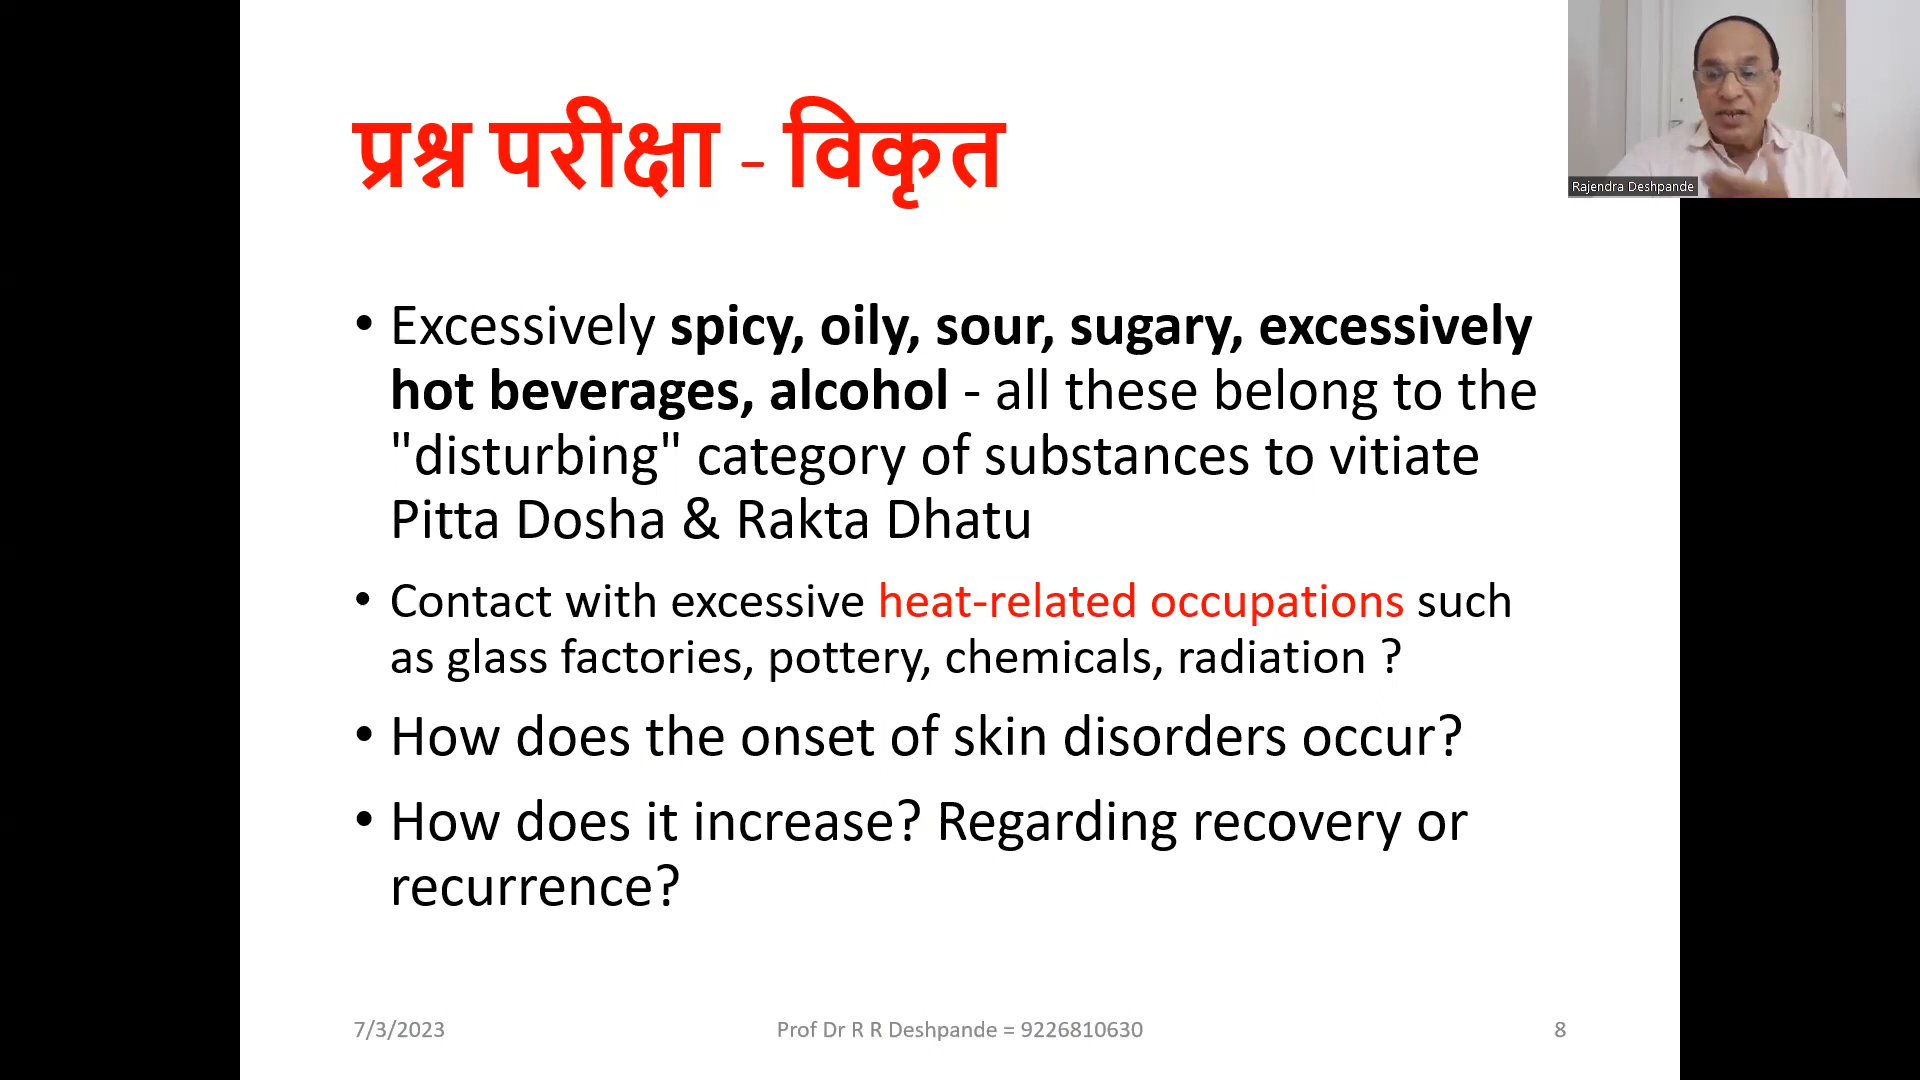 प्रश्न परीक्षा - विकृत
Rajendra Deshpande
• Excessively spicy, oily, sour, sugary, excessively
hot beverages, alcohol - all these belong to the
"disturbing" category of substances to vitiate
Pitta Dosha & Rakta Dhatu
• Contact with excessive heat-related occupations such
as glass factories, pottery, chemicals, radiation ?
• How does the onset of skin disorders occur?
• How does it increase? Regarding recovery or
recurrence?
7/3/2023 Prof Dr R R Deshpande = 9226810630 8